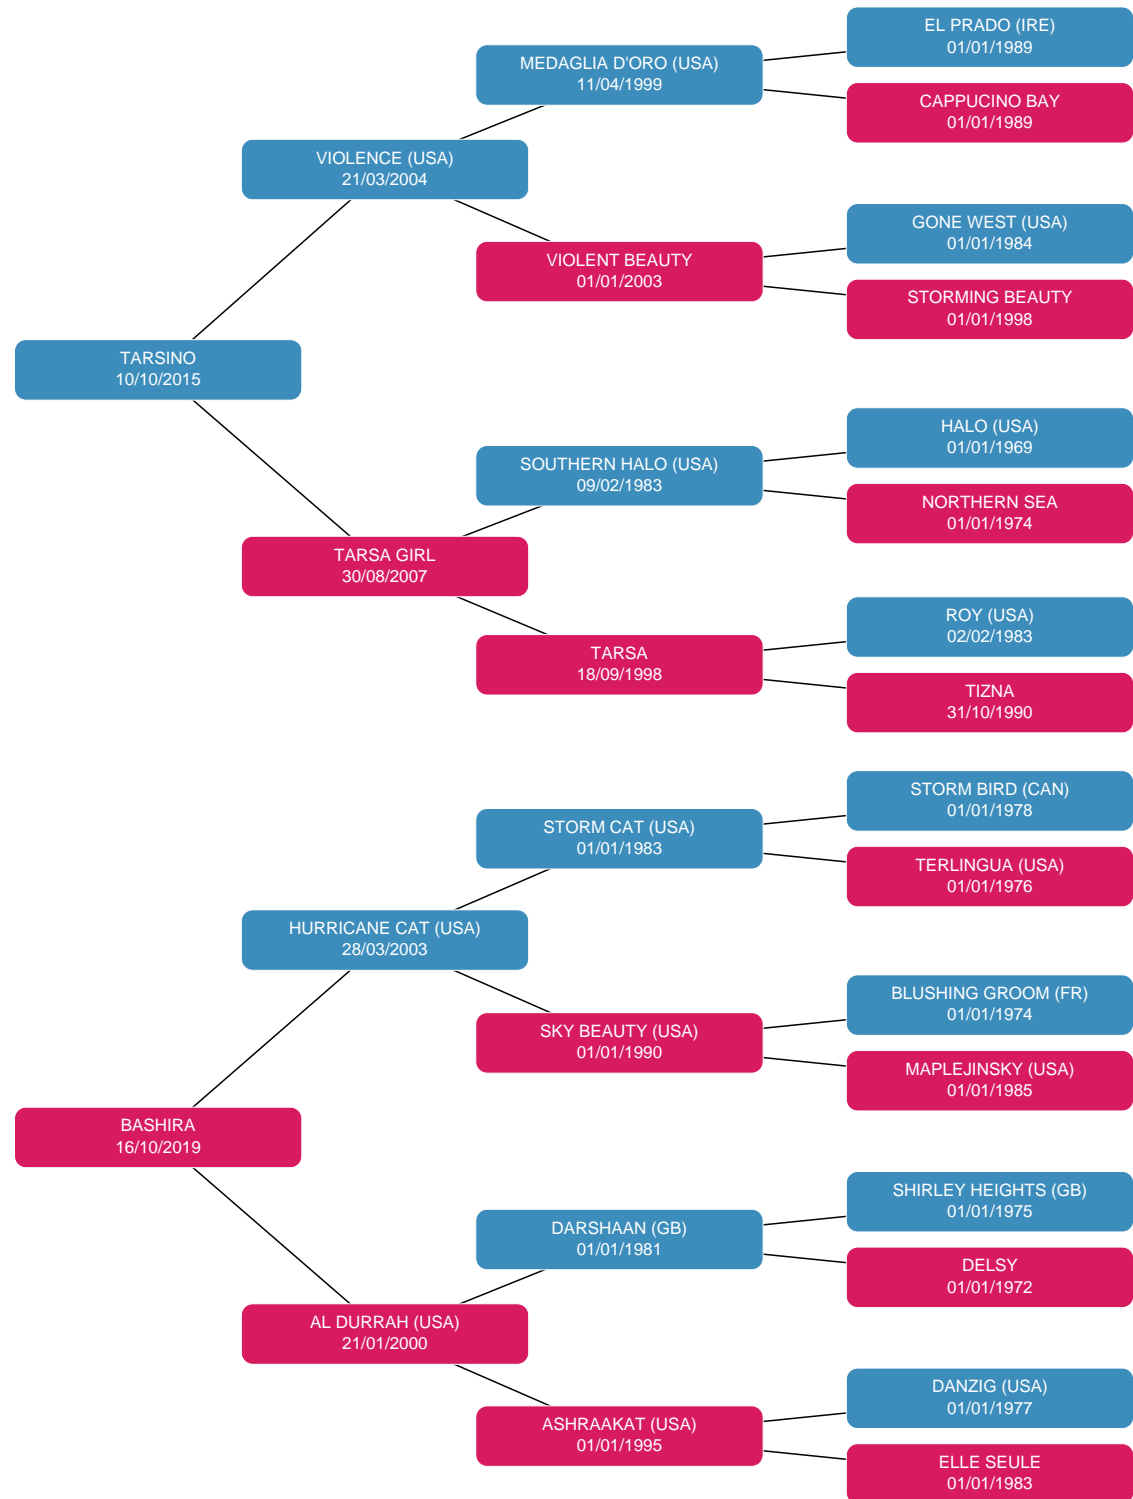 EL PRADO (IRE)
01/01/1989
MEDAGLIA D'ORO (USA)
11/04/1999
CAPPUCINO BAY
01/01/1989
VIOLENCE (USA)
21/03/2004
GONE WEST (USA)
01/01/1984
VIOLENT BEAUTY
01/01/2003
STORMING BEAUTY
01/01/1998
TARSINO
10/10/2015
HALO (USA)
01/01/1969
SOUTHERN HALO (USA)
09/02/1983
NORTHERN SEA
01/01/1974
TARSA GIRL
30/08/2007
ROY (USA)
02/02/1983
TARSA
18/09/1998
TIZNA
31/10/1990
STORM BIRD (CAN)
01/01/1978
STORM CAT (USA)
01/01/1983
TERLINGUA (USA)
01/01/1976
HURRICANE CAT (USA)
28/03/2003
BLUSHING GROOM (FR)
01/01/1974
SKY BEAUTY (USA)
01/01/1990
MAPLEJINSKY (USA)
01/01/1985
BASHIRA
16/10/2019
SHIRLEY HEIGHTS (GB)
01/01/1975
DARSHAAN (GB)
01/01/1981
DELSY
01/01/1972
AL DURRAH (USA)
21/01/2000
DANZIG (USA)
01/01/1977
ASHRAAKAT (USA)
01/01/1995
ELLE SEULE
01/01/1983